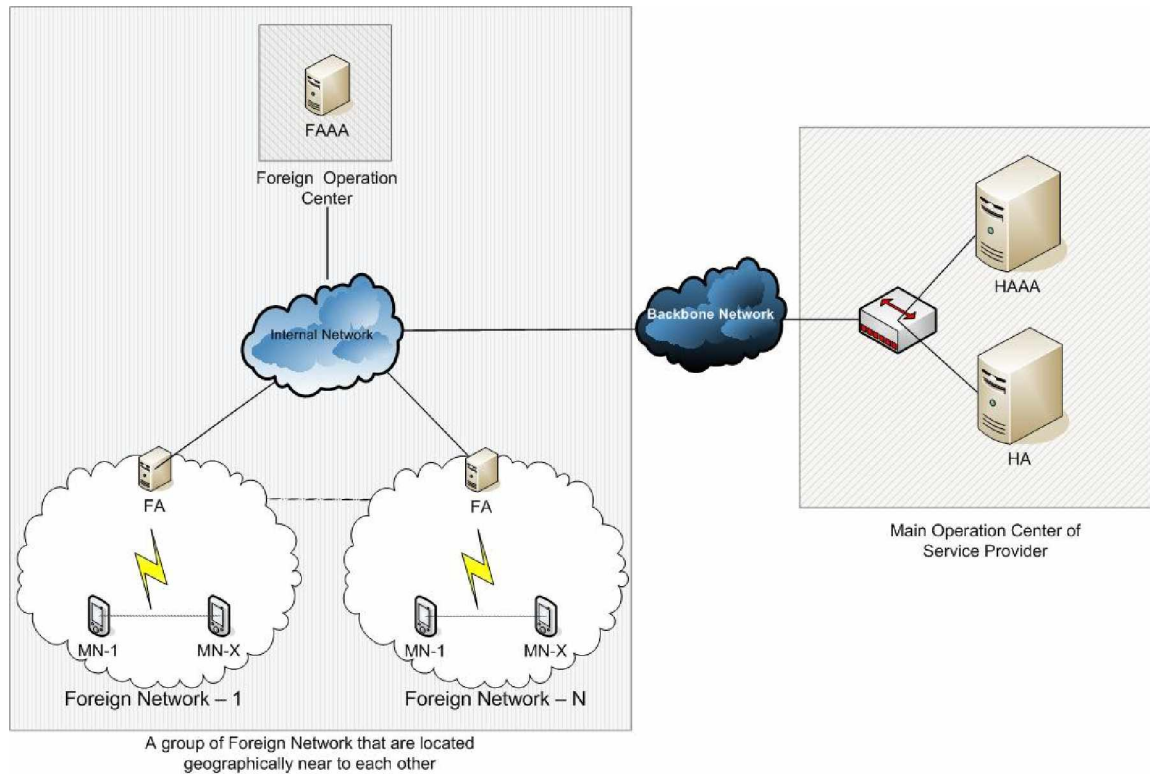 FAAA
Foreign Operation
Center
Internal Network
Backbone Network
HAAA
HA
Main Operation Center of
Service Provider
FA
FA
MN-1
MN-X
MN-1
MN-X
Foreign Network – 1
Foreign Network – N
A group of Foreign Network that are located
geographically near to each other